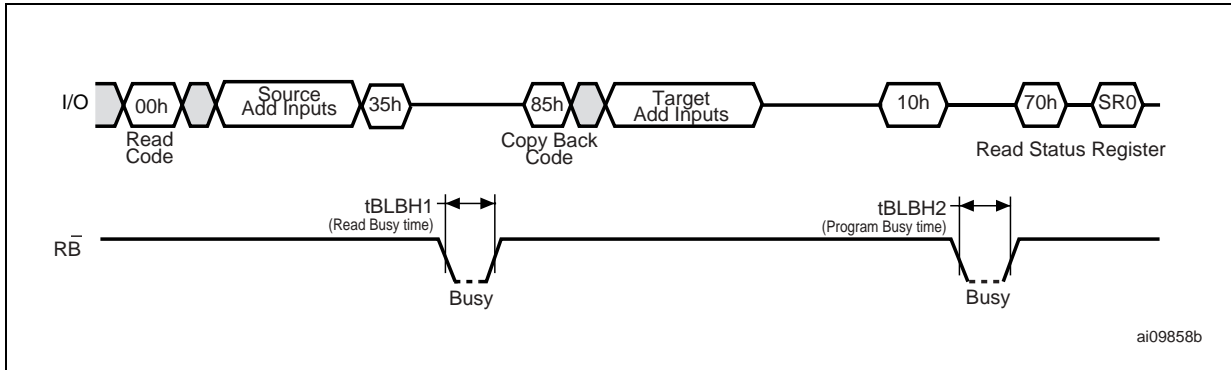 I/O
00h
Source
Add Inputs
35h
85h
Target
Add Inputs
10h
70h
SR0
Read
Code
Copy Back
Code
Read Status Register
tBLBH1
(Read Busy time)
tBLBH2
(Program Busy time)
RB̅
Busy
Busy
ai09858b